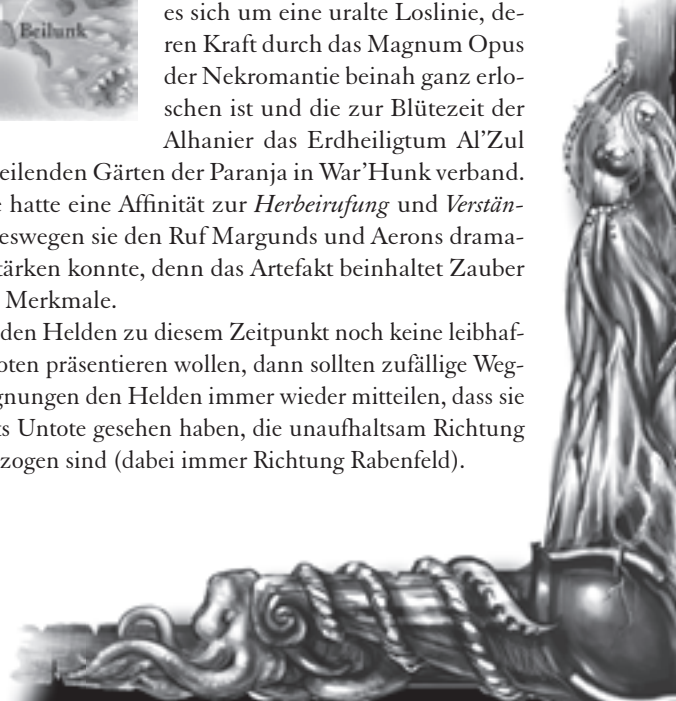 Beilunk
es sich um eine uralte Loslinie, de-
ren Kraft durch das Magnum Opus
der Nekromantie beinah ganz erlo-
schen ist und die zur Blütezeit der
Alhanier das Erdheiligtum Al’Zul
eilenden Gärten der Paranja in War’Hunk verband.
e hatte eine Affinität zur Herbeirufung und Verstän-
eswegen sie den Ruf Margunds und Aerons drama-
tärken konnte, denn das Artefakt beinhaltet Zauber
Merkmale.
den Helden zu diesem Zeitpunkt noch keine leibhaf-
oten präsentieren wollen, dann sollten zufällige Weg-
gnungen den Helden immer wieder mitteilen, dass sie
ts Untote gesehen haben, die unaufhaltsam Richtung
zogen sind (dabei immer Richtung Rabenfeld).